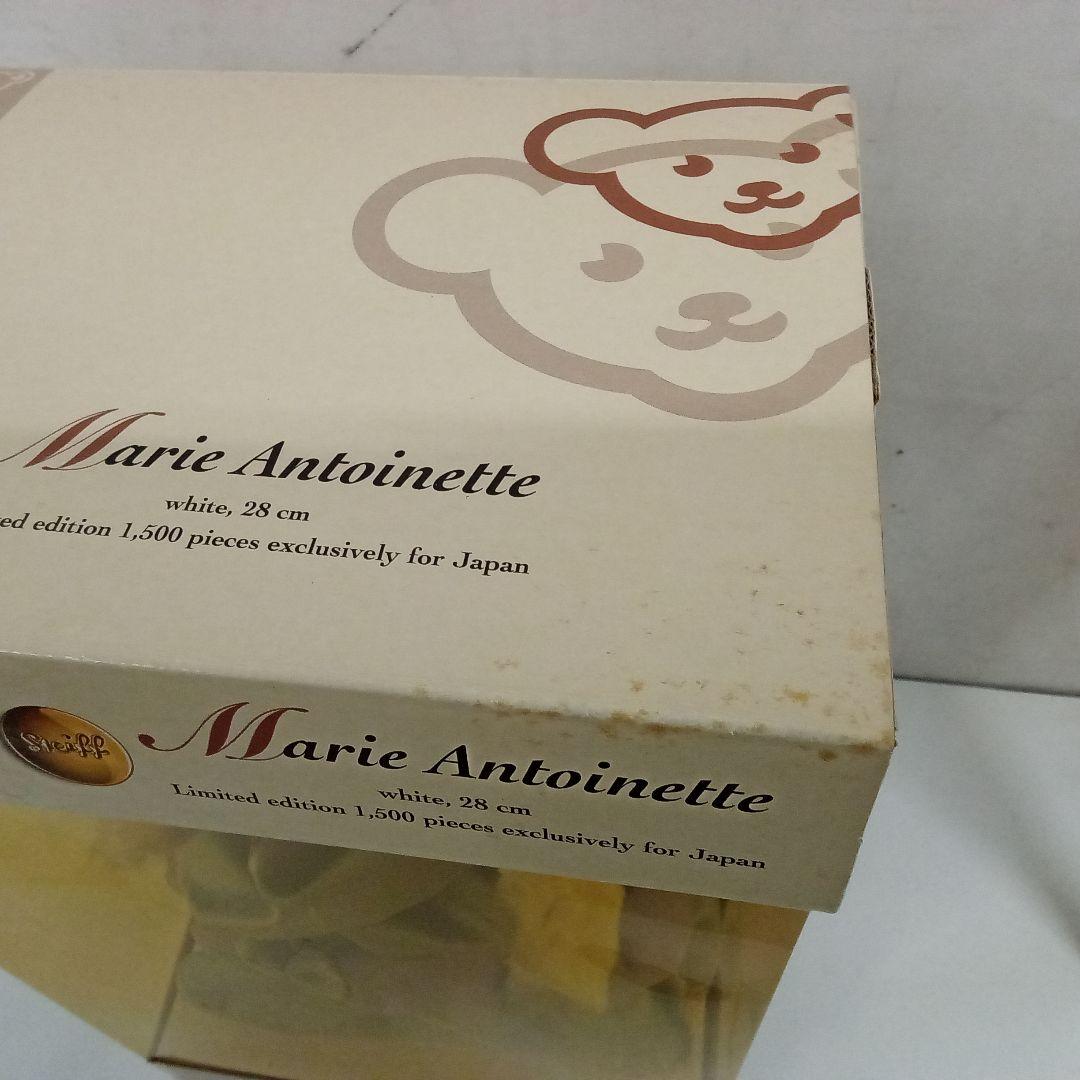 Marie Antoinette
white, 28 cm
edition 1,500 pieces exclusively for Japan
Steiff
Marie Antoinette
white, 28 cm
Limited edition 1,500 pieces exclusively for Japan